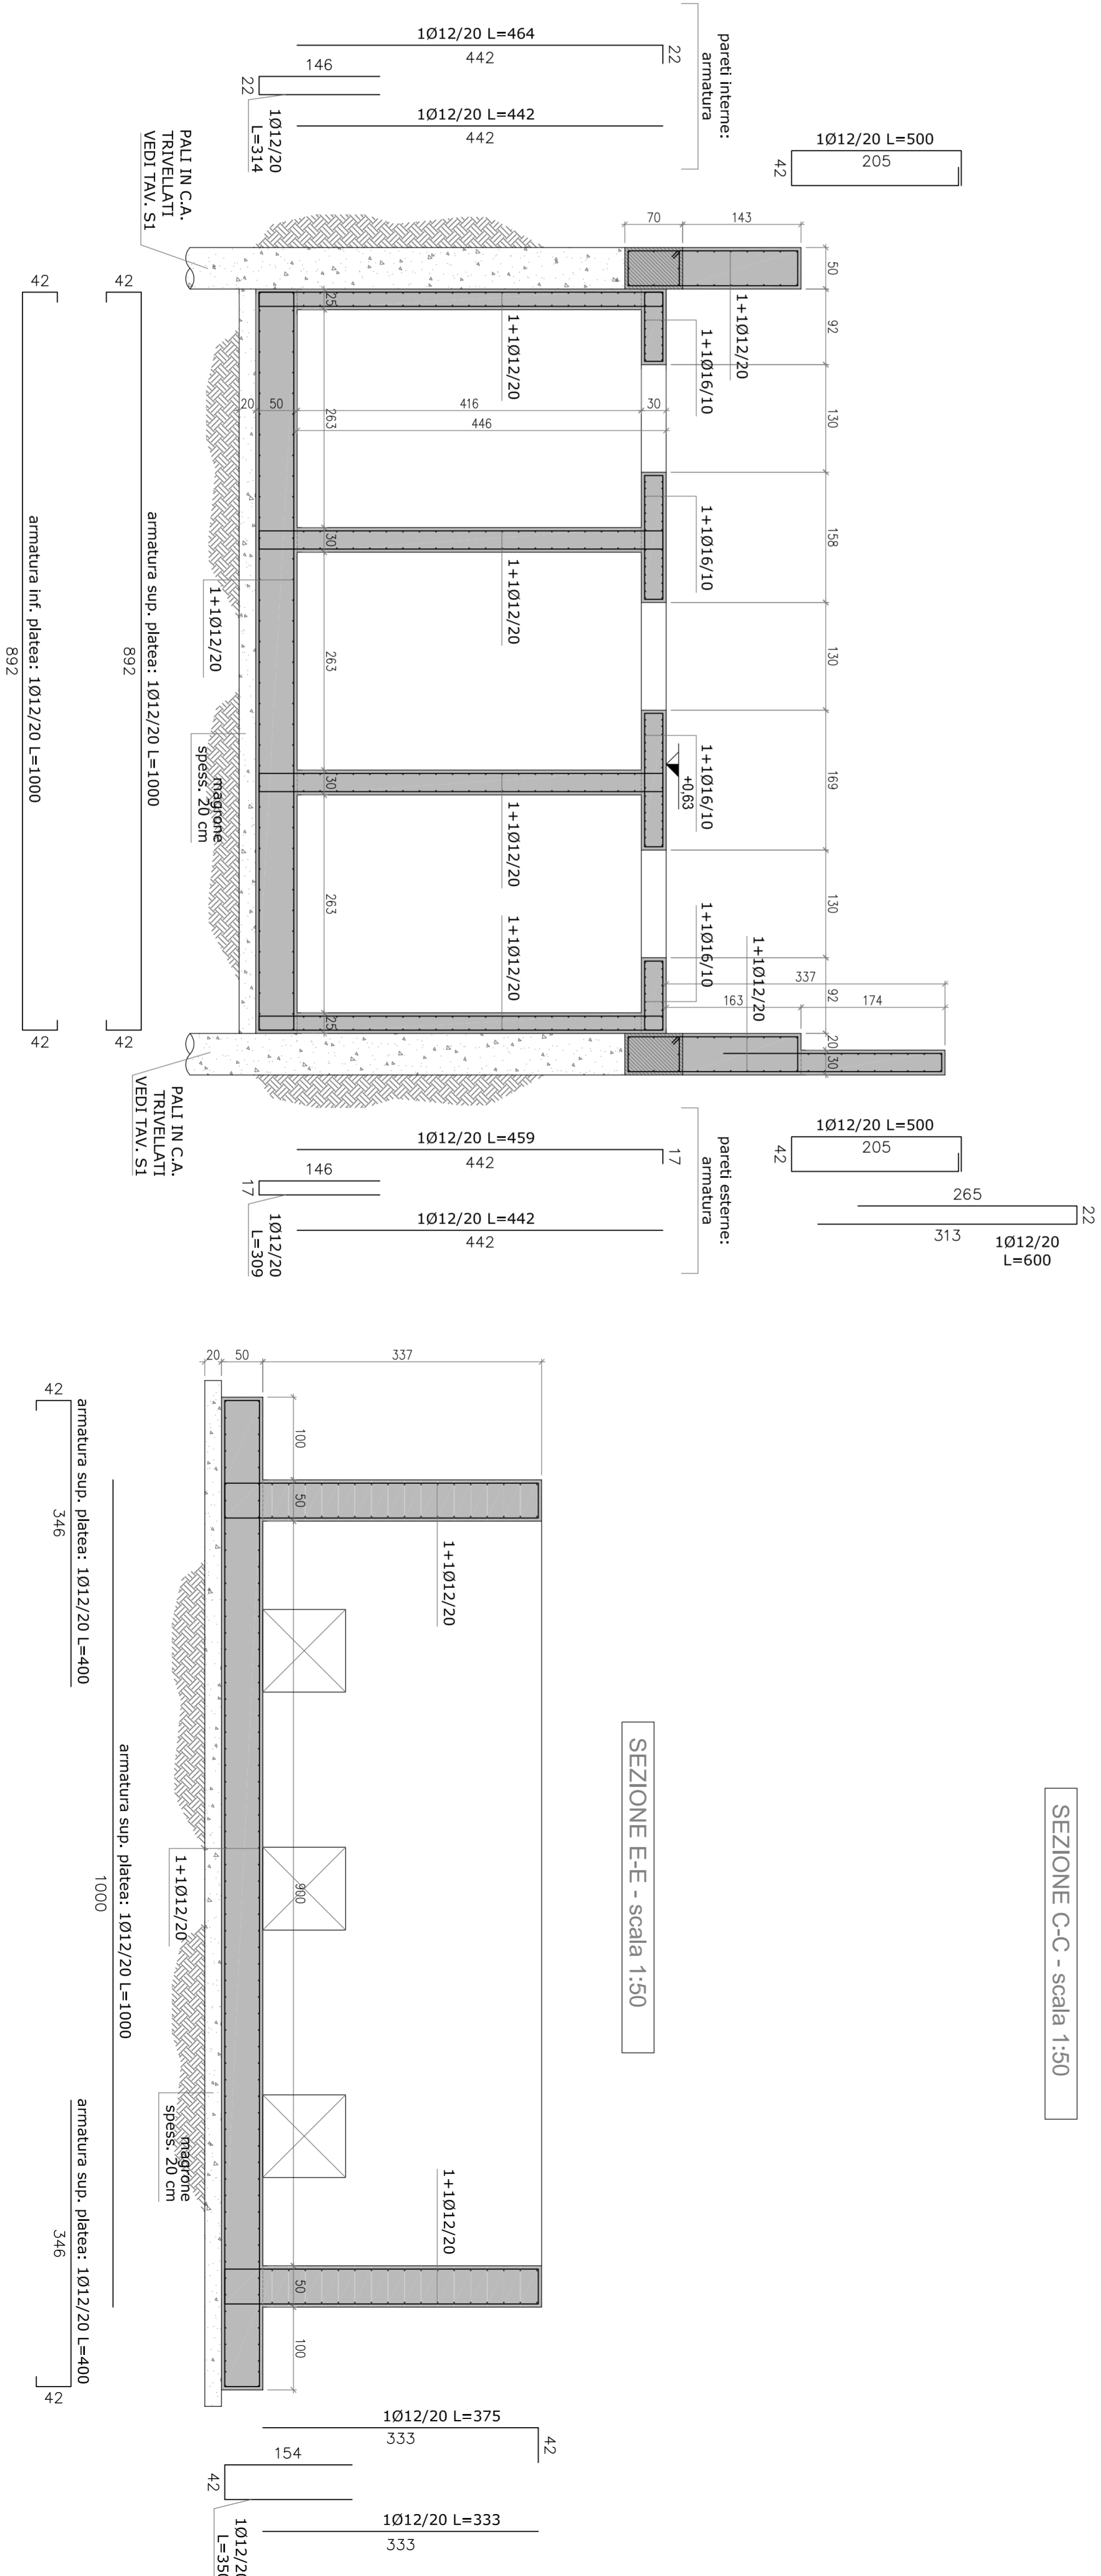 SEZIONE C-C - scala 1:50
pareti interne:
armatura
1Ø12/20 L=464
442
22
146
22
1Ø12/20
L=314
1Ø12/20 L=442
442
1Ø12/20 L=500
205
42
PALI IN C.A.
TRIVELLATI
VEDI TAV. S1
70
143
50
92
130
158
130
169
130
92
20
30
337
163
174
1+1Ø12/20
1+1Ø16/10
1+1Ø16/10
1+1Ø16/10
1+1Ø16/10
1+1Ø12/20
+0,63
1+1Ø12/20
1+1Ø12/20
1+1Ø12/20
1+1Ø12/20
416
30
446
20
50
25
263
30
263
30
263
25
1+1Ø12/20
magrone
spess. 20 cm
PALI IN C.A.
TRIVELLATI
VEDI TAV. S1
42
armatura sup. platea: 1Ø12/20 L=1000
892
42
42
armatura inf. platea: 1Ø12/20 L=1000
892
42
pareti esterne:
armatura
1Ø12/20 L=459
442
17
146
17
1Ø12/20
L=309
1Ø12/20 L=442
442
1Ø12/20 L=500
205
42
265
22
313
1Ø12/20
L=600
SEZIONE E-E - scala 1:50
20
50
337
100
50
900
50
100
1+1Ø12/20
1+1Ø12/20
1+1Ø12/20
magrone
spess. 20 cm
42
armatura sup. platea: 1Ø12/20 L=400
346
armatura sup. platea: 1Ø12/20 L=1000
1000
armatura sup. platea: 1Ø12/20 L=400
346
42
1Ø12/20 L=375
333
42
154
42
1Ø12/20
L=350
1Ø12/20 L=333
333